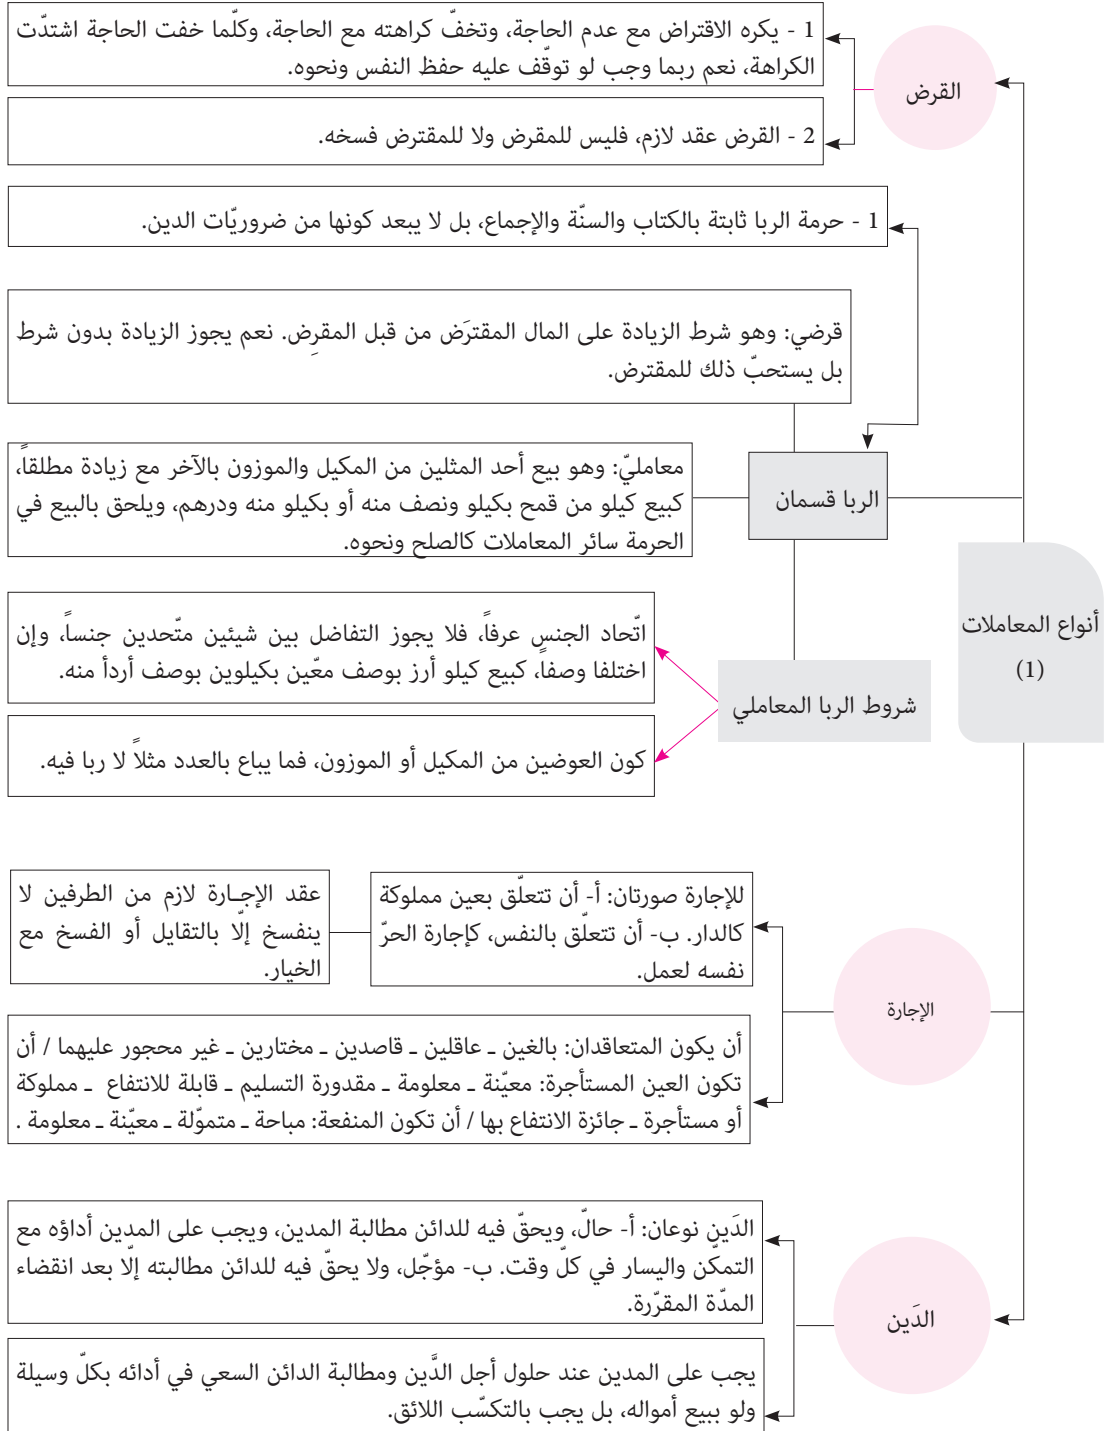 أنواع المعاملات
(1)
القرض
1 - يكره الاقتراض مع عدم الحاجة، وتخفّ كراهته مع الحاجة، وكلّما خفت الحاجة اشتدّت
الكراهة، نعم ربما وجب لو توقّف عليه حفظ النفس ونحوه.
2 - القرض عقد لازم، فليس للمقرض ولا للمقترض فسخه.
1 - حرمة الربا ثابتة بالكتاب والسنّة والإجماع، بل لا يبعد كونها من ضروريّات الدين.
الربا قسمان
قرضي: وهو شرط الزيادة على المال المقترَض من قبل المقرِض. نعم يجوز الزيادة بدون شرط
بل يستحبّ ذلك للمقترض.
معامليّ: وهو بيع أحد المثلين من المكيل والموزون بالآخر مع زيادة مطلقاً،
كبيع كيلو من قمح بكيلو ونصف منه أو بكيلو منه ودرهم، ويلحق بالبيع في
الحرمة سائر المعاملات كالصلح ونحوه.
شروط الربا المعاملي
اتّحاد الجنس عرفاً، فلا يجوز التفاضل بين شيئين متّحدين جنساً، وإن
اختلفا وصفاً، كبيع كيلو أرز بوصف معّين بكيلوين بوصف أردأ منه.
كون العوضين من المكيل أو الموزون، فما يباع بالعدد مثلاً لا ربا فيه.
الإجارة
للإجارة صورتان: أ- أن تتعلّق بعين مملوكة
كالدار. ب- أن تتعلّق بالنفس، كإجارة الحرّ
نفسه لعمل.
عقد الإجـارة لازم من الطرفين لا
ينفسخ إلّا بالتقايل أو الفسخ مع
الخيار.
أن يكون المتعاقدان: بالغين ـ عاقلين ـ قاصدين ـ مختارين ـ غير محجور عليهما / أن
تكون العين المستأجرة: معيّنة ـ معلومة ـ مقدورة التسليم ـ قابلة للانتفاع ـ مملوكة
أو مستأجرة ـ جائزة الانتفاع بها / أن تكون المنفعة: مباحة ـ متموّلة ـ معيّنة ـ معلومة .
الدَين
الدَين نوعان: أ- حالّ، ويحقّ فيه للدائن مطالبة المدين، ويجب على المدين أداؤه مع
التمكّن واليسار في كلّ وقت. ب- مؤجّل، ولا يحقّ فيه للدائن مطالبته إلّا بعد انقضاء
المدّة المقرّرة.
يجب على المدين عند حلول أجل الدَّين ومطالبة الدائن السعي في أدائه بكلّ وسيلة
ولو ببيع أمواله، بل يجب بالتكسّب اللائق.